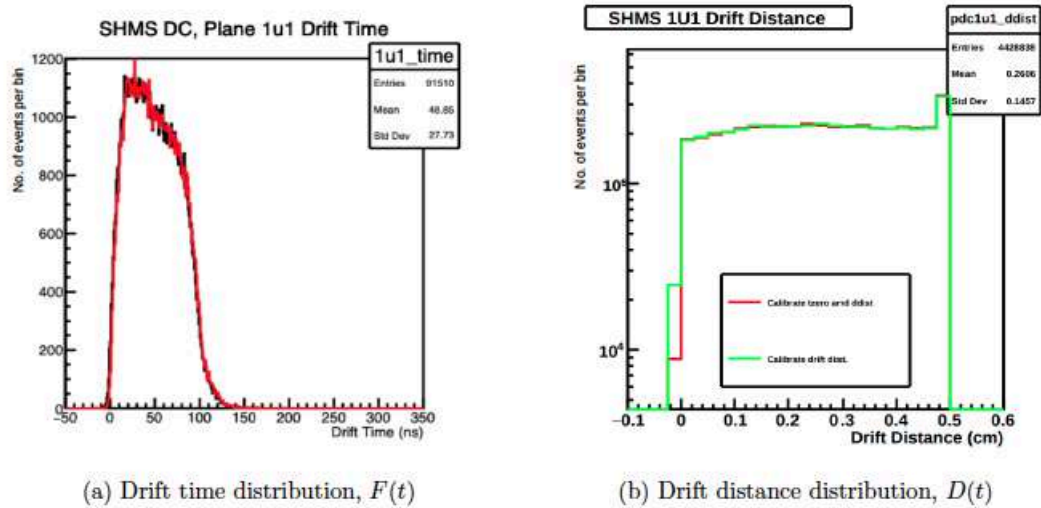 SHMS DC, Plane 1u1 Drift Time
1u1_time
Entries 91510
Mean 48.65
Std Dev 27.73
No. of events per bin
1200
1000
800
600
400
200
0
−50 0 50 100 150 200 250 300 350
Drift Time (ns)
(a) Drift time distribution, F(t)
SHMS 1U1 Drift Distance
pdc1u1_ddist
Entries 4428838
Mean 0.2606
Std Dev 0.1457
No. of events per bin
10⁵
10⁴
Calibrate tzero and ddist
Calibrate drift dist.
−0.1 0 0.1 0.2 0.3 0.4 0.5 0.6
Drift Distance (cm)
(b) Drift distance distribution, D(t)